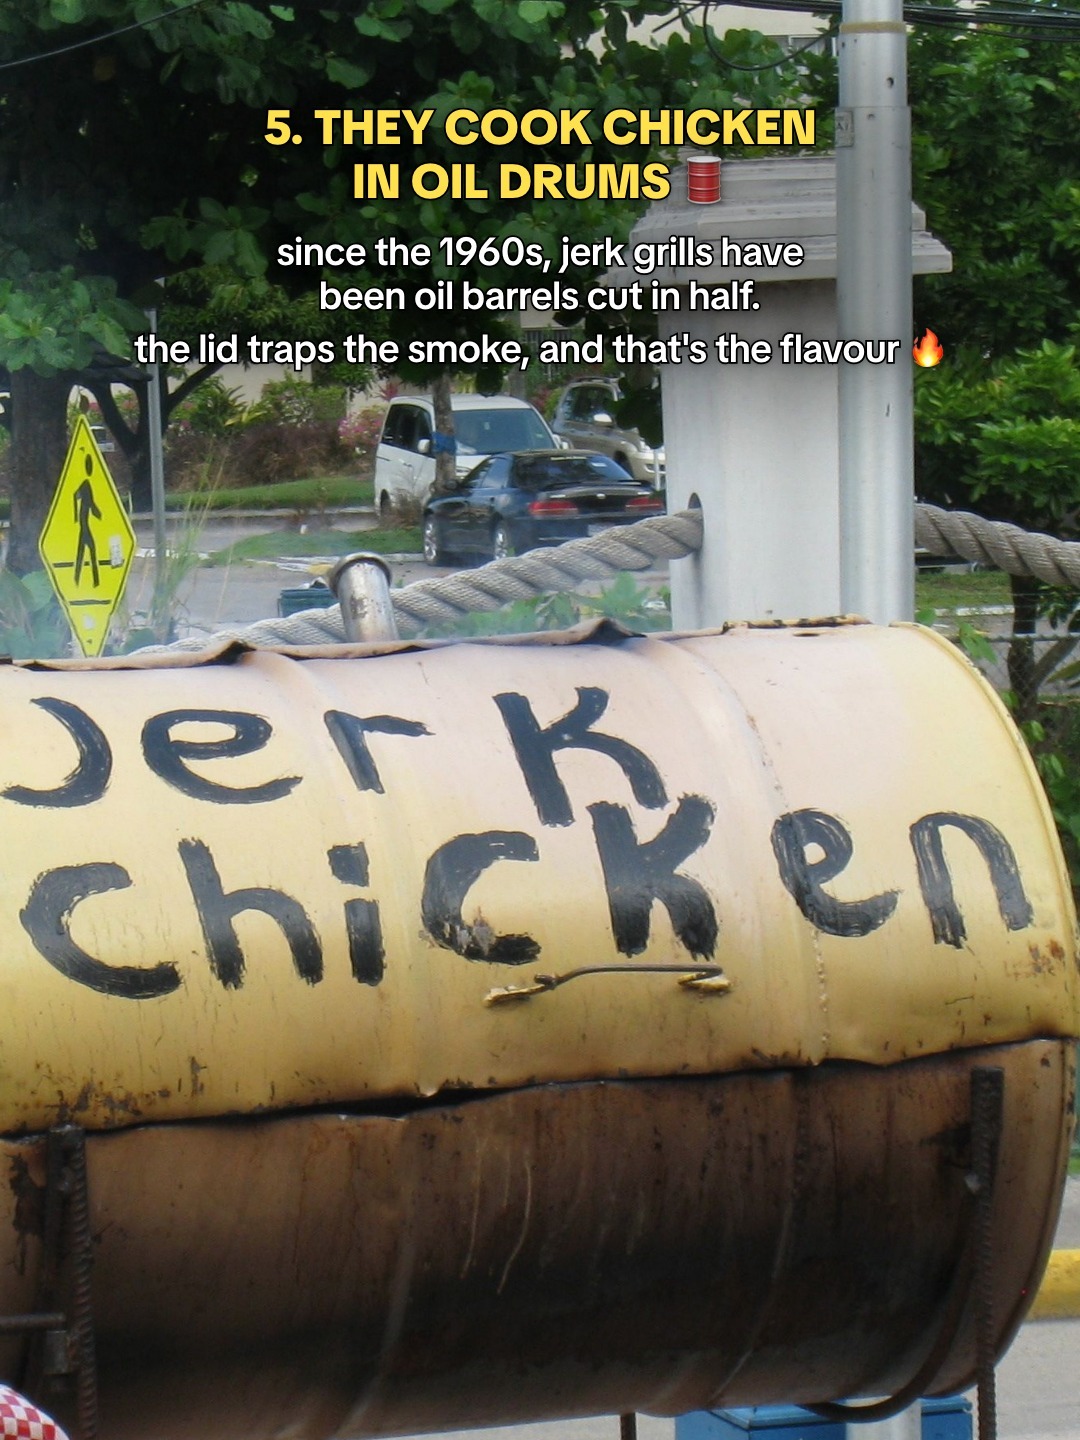 5. THEY COOK CHICKEN
IN OIL DRUMS 🛢️
since the 1960s, jerk grills have
been oil barrels cut in half.
the lid traps the smoke, and that's the flavour 🔥
Jerk
chicken